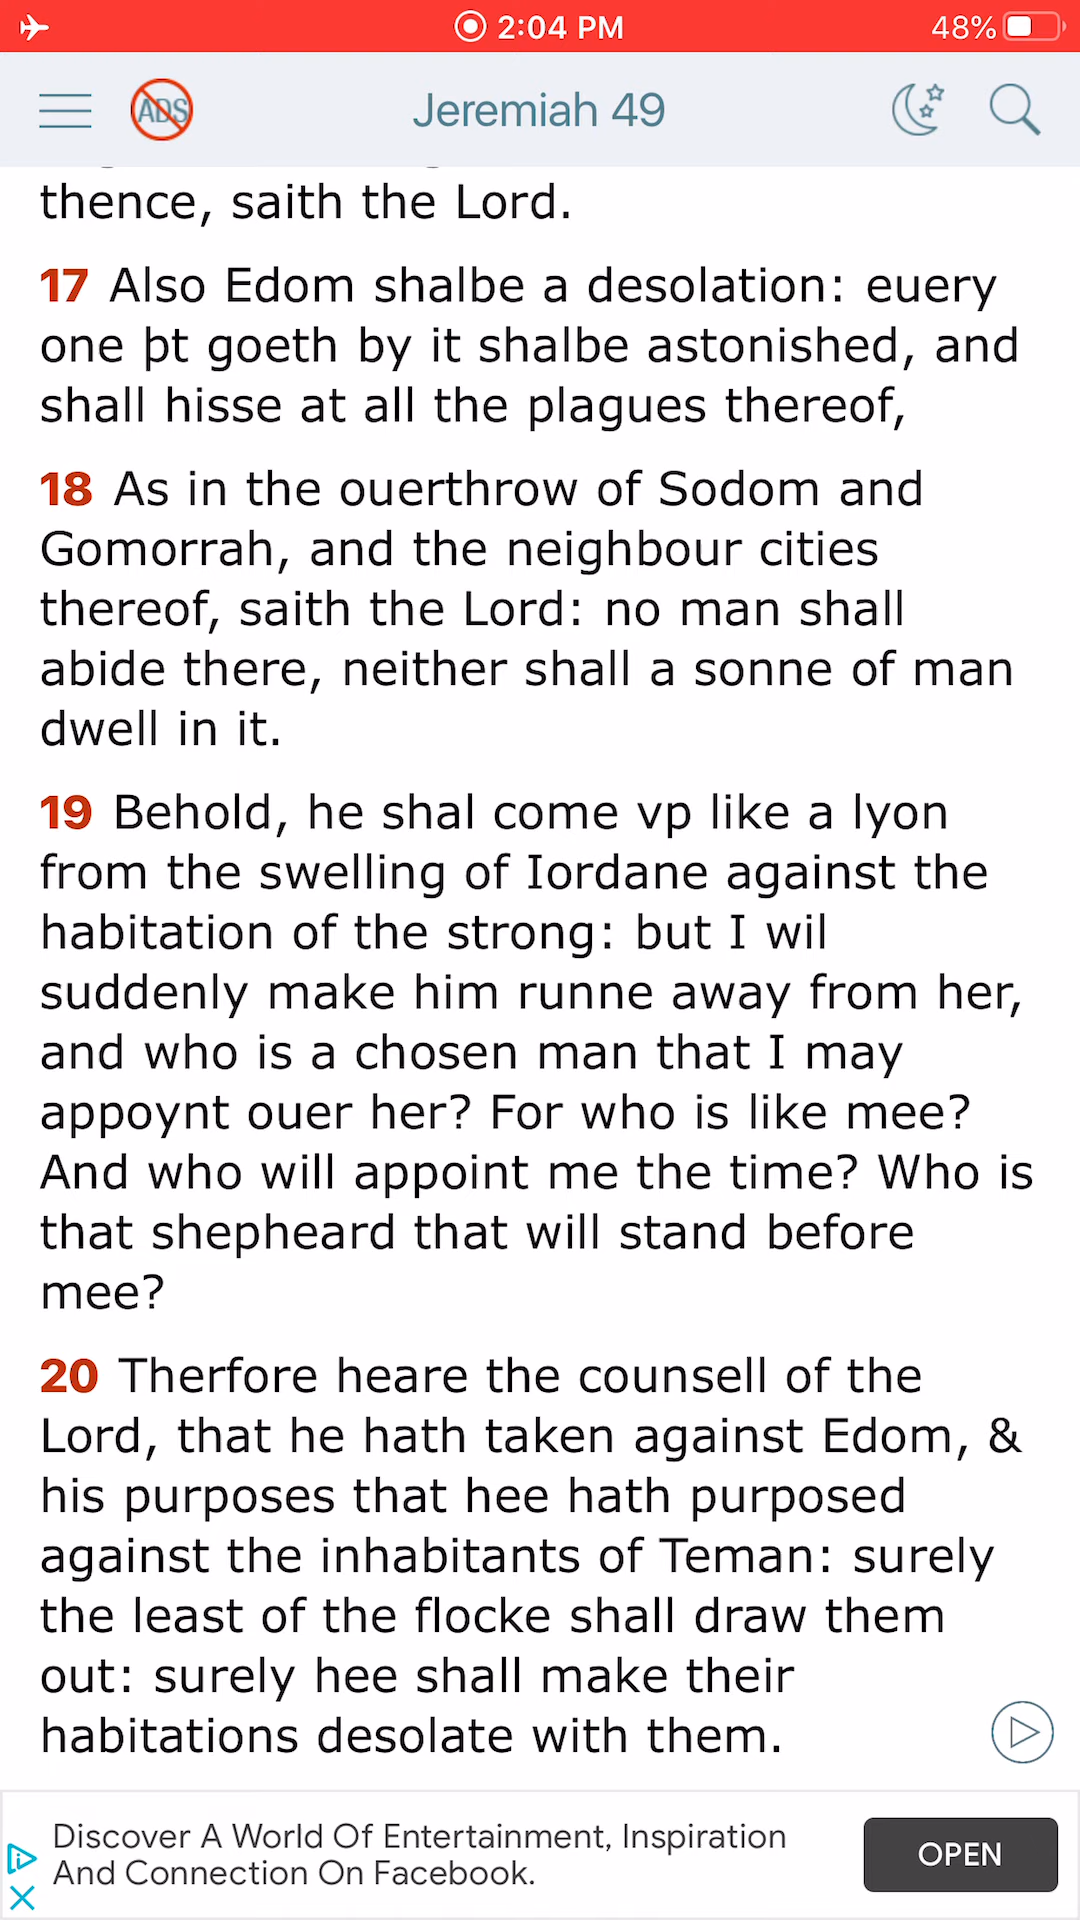 2:04 PM
48%
ADS
Jeremiah 49
thence, saith the Lord.
17 Also Edom shalbe a desolation: euery
one þt goeth by it shalbe astonished, and
shall hisse at all the plagues thereof,
18 As in the ouerthrow of Sodom and
Gomorrah, and the neighbour cities
thereof, saith the Lord: no man shall
abide there, neither shall a sonne of man
dwell in it.
19 Behold, he shal come vp like a lyon
from the swelling of Iordane against the
habitation of the strong: but I wil
suddenly make him runne away from her,
and who is a chosen man that I may
appoynt ouer her? For who is like mee?
And who will appoint me the time? Who is
that shepheard that will stand before
mee?
20 Therfore heare the counsell of the
Lord, that he hath taken against Edom, &
his purposes that hee hath purposed
against the inhabitants of Teman: surely
the least of the flocke shall draw them
out: surely hee shall make their
habitations desolate with them.
Discover A World Of Entertainment, Inspiration
And Connection On Facebook.
OPEN